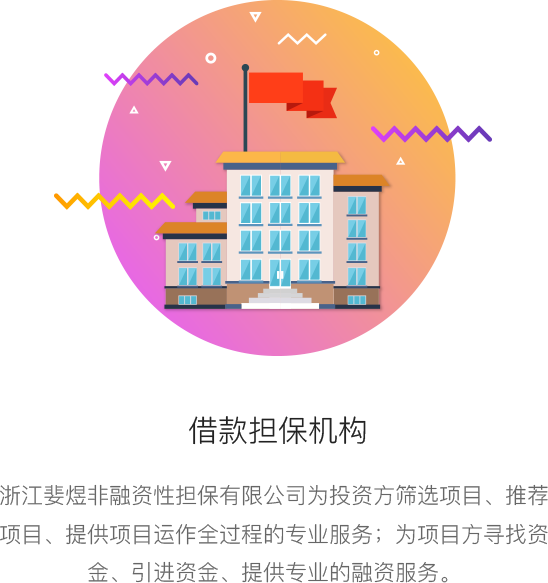 借款担保机构
浙江斐煜非融资性担保有限公司为投资方筛选项目、推荐
项目、提供项目运作全过程的专业服务；为项目方寻找资
金、引进资金、提供专业的融资服务。